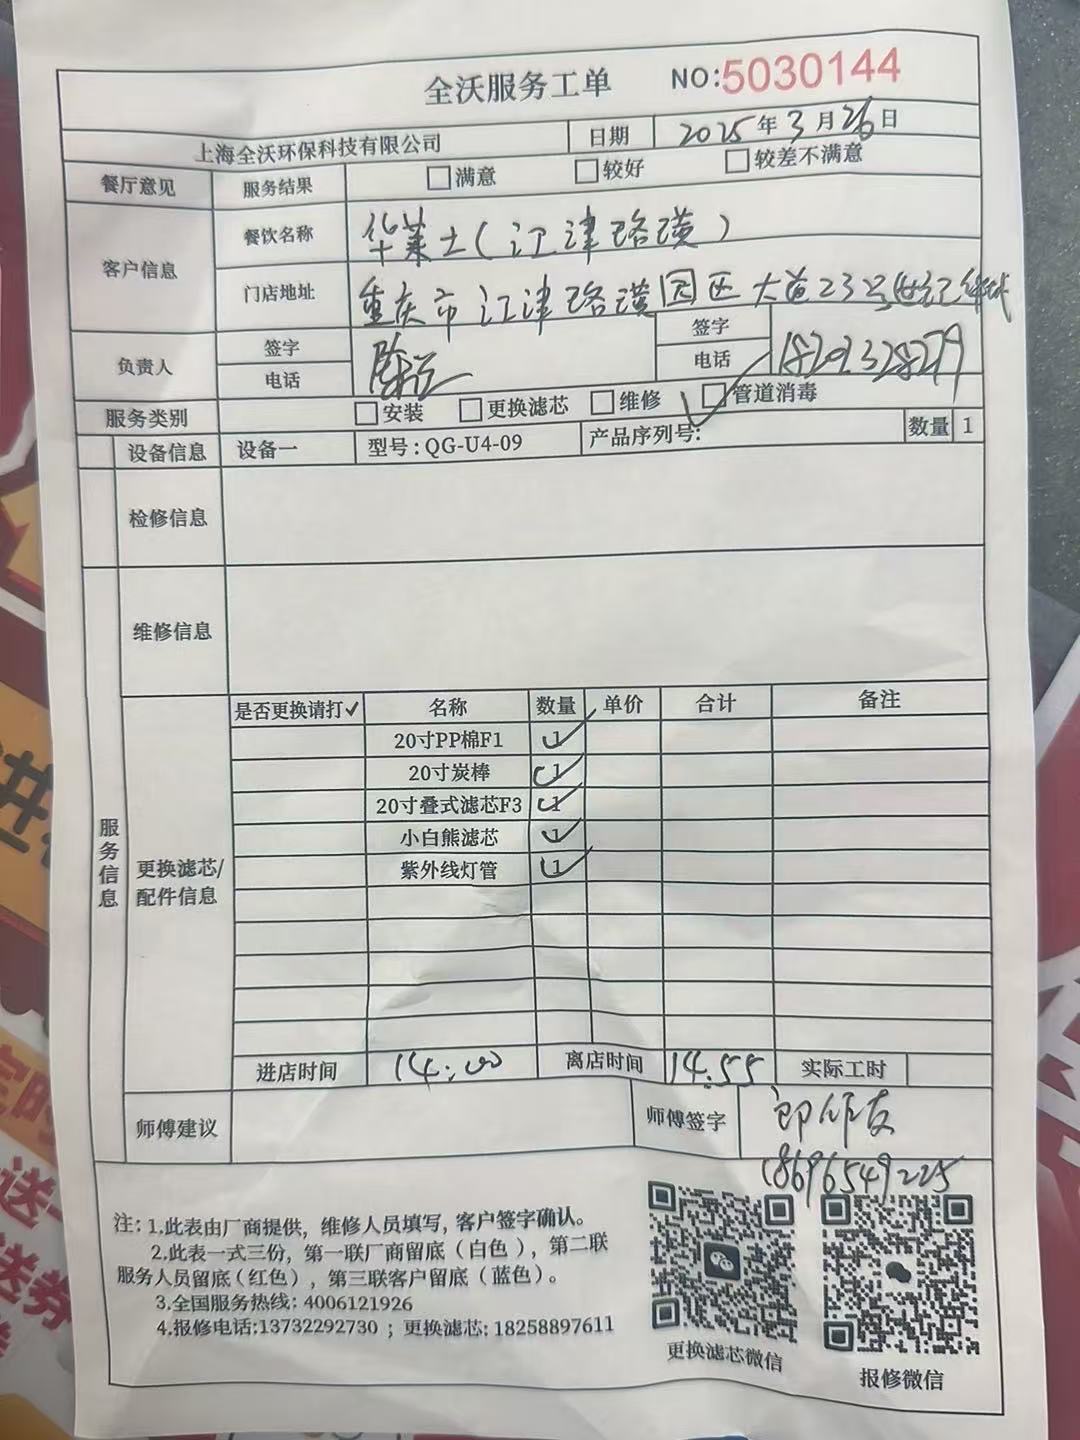 全沃服务工单 NO:5030144
上海全沃环保科技有限公司 日期 2025年3月26日
餐厅意见 服务结果 □满意 □较好 □较差不满意
客户信息 餐饮名称 华莱士(江津珞璜)
门店地址 重庆市江津珞璜园区大道23号
负责人 签字 签字
电话 电话 18202328279
服务类别 □安装 □更换滤芯 □维修 □管道消毒
设备信息 设备一 型号:QG-U4-09 产品序列号: 数量 1
检修信息
维修信息
服务信息
更换滤芯/配件信息
是否更换请打✓ 名称 数量 单价 合计 备注
20寸PP棉F1 1 ✓
20寸炭棒 1 ✓
20寸叠式滤芯F3 1 ✓
小白熊滤芯 1 ✓
紫外线灯管 1 ✓
进店时间 14:00 离店时间 14:55 实际工时
师傅建议 师傅签字
18696549225
注: 1.此表由厂商提供，维修人员填写，客户签字确认。
2.此表一式三份，第一联厂商留底（白色），第二联
服务人员留底（红色），第三联客户留底（蓝色）。
3.全国服务热线: 4006121926
4.报修电话:13732292730 ; 更换滤芯: 18258897611
更换滤芯微信
报修微信